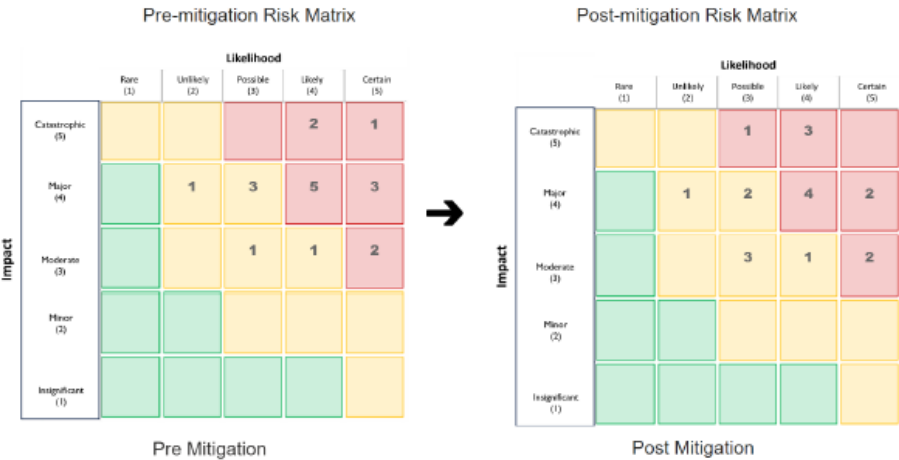 Pre-mitigation Risk Matrix
Likelihood
Rare Unlikely Possible Likely Certain
(1) (2) (3) (4) (5)
Impact
Catastrophic
(5)
2 1
Major
(4)
1 3 5 3
Moderate
(3)
1 1 2
Minor
(2)
Insignificant
(1)
Pre Mitigation
Post-mitigation Risk Matrix
Likelihood
Rare Unlikely Possible Likely Certain
(1) (2) (3) (4) (5)
Impact
Catastrophic
(5)
1 3
Major
(4)
1 2 4 2
Moderate
(3)
3 1 2
Minor
(2)
Insignificant
(1)
Post Mitigation